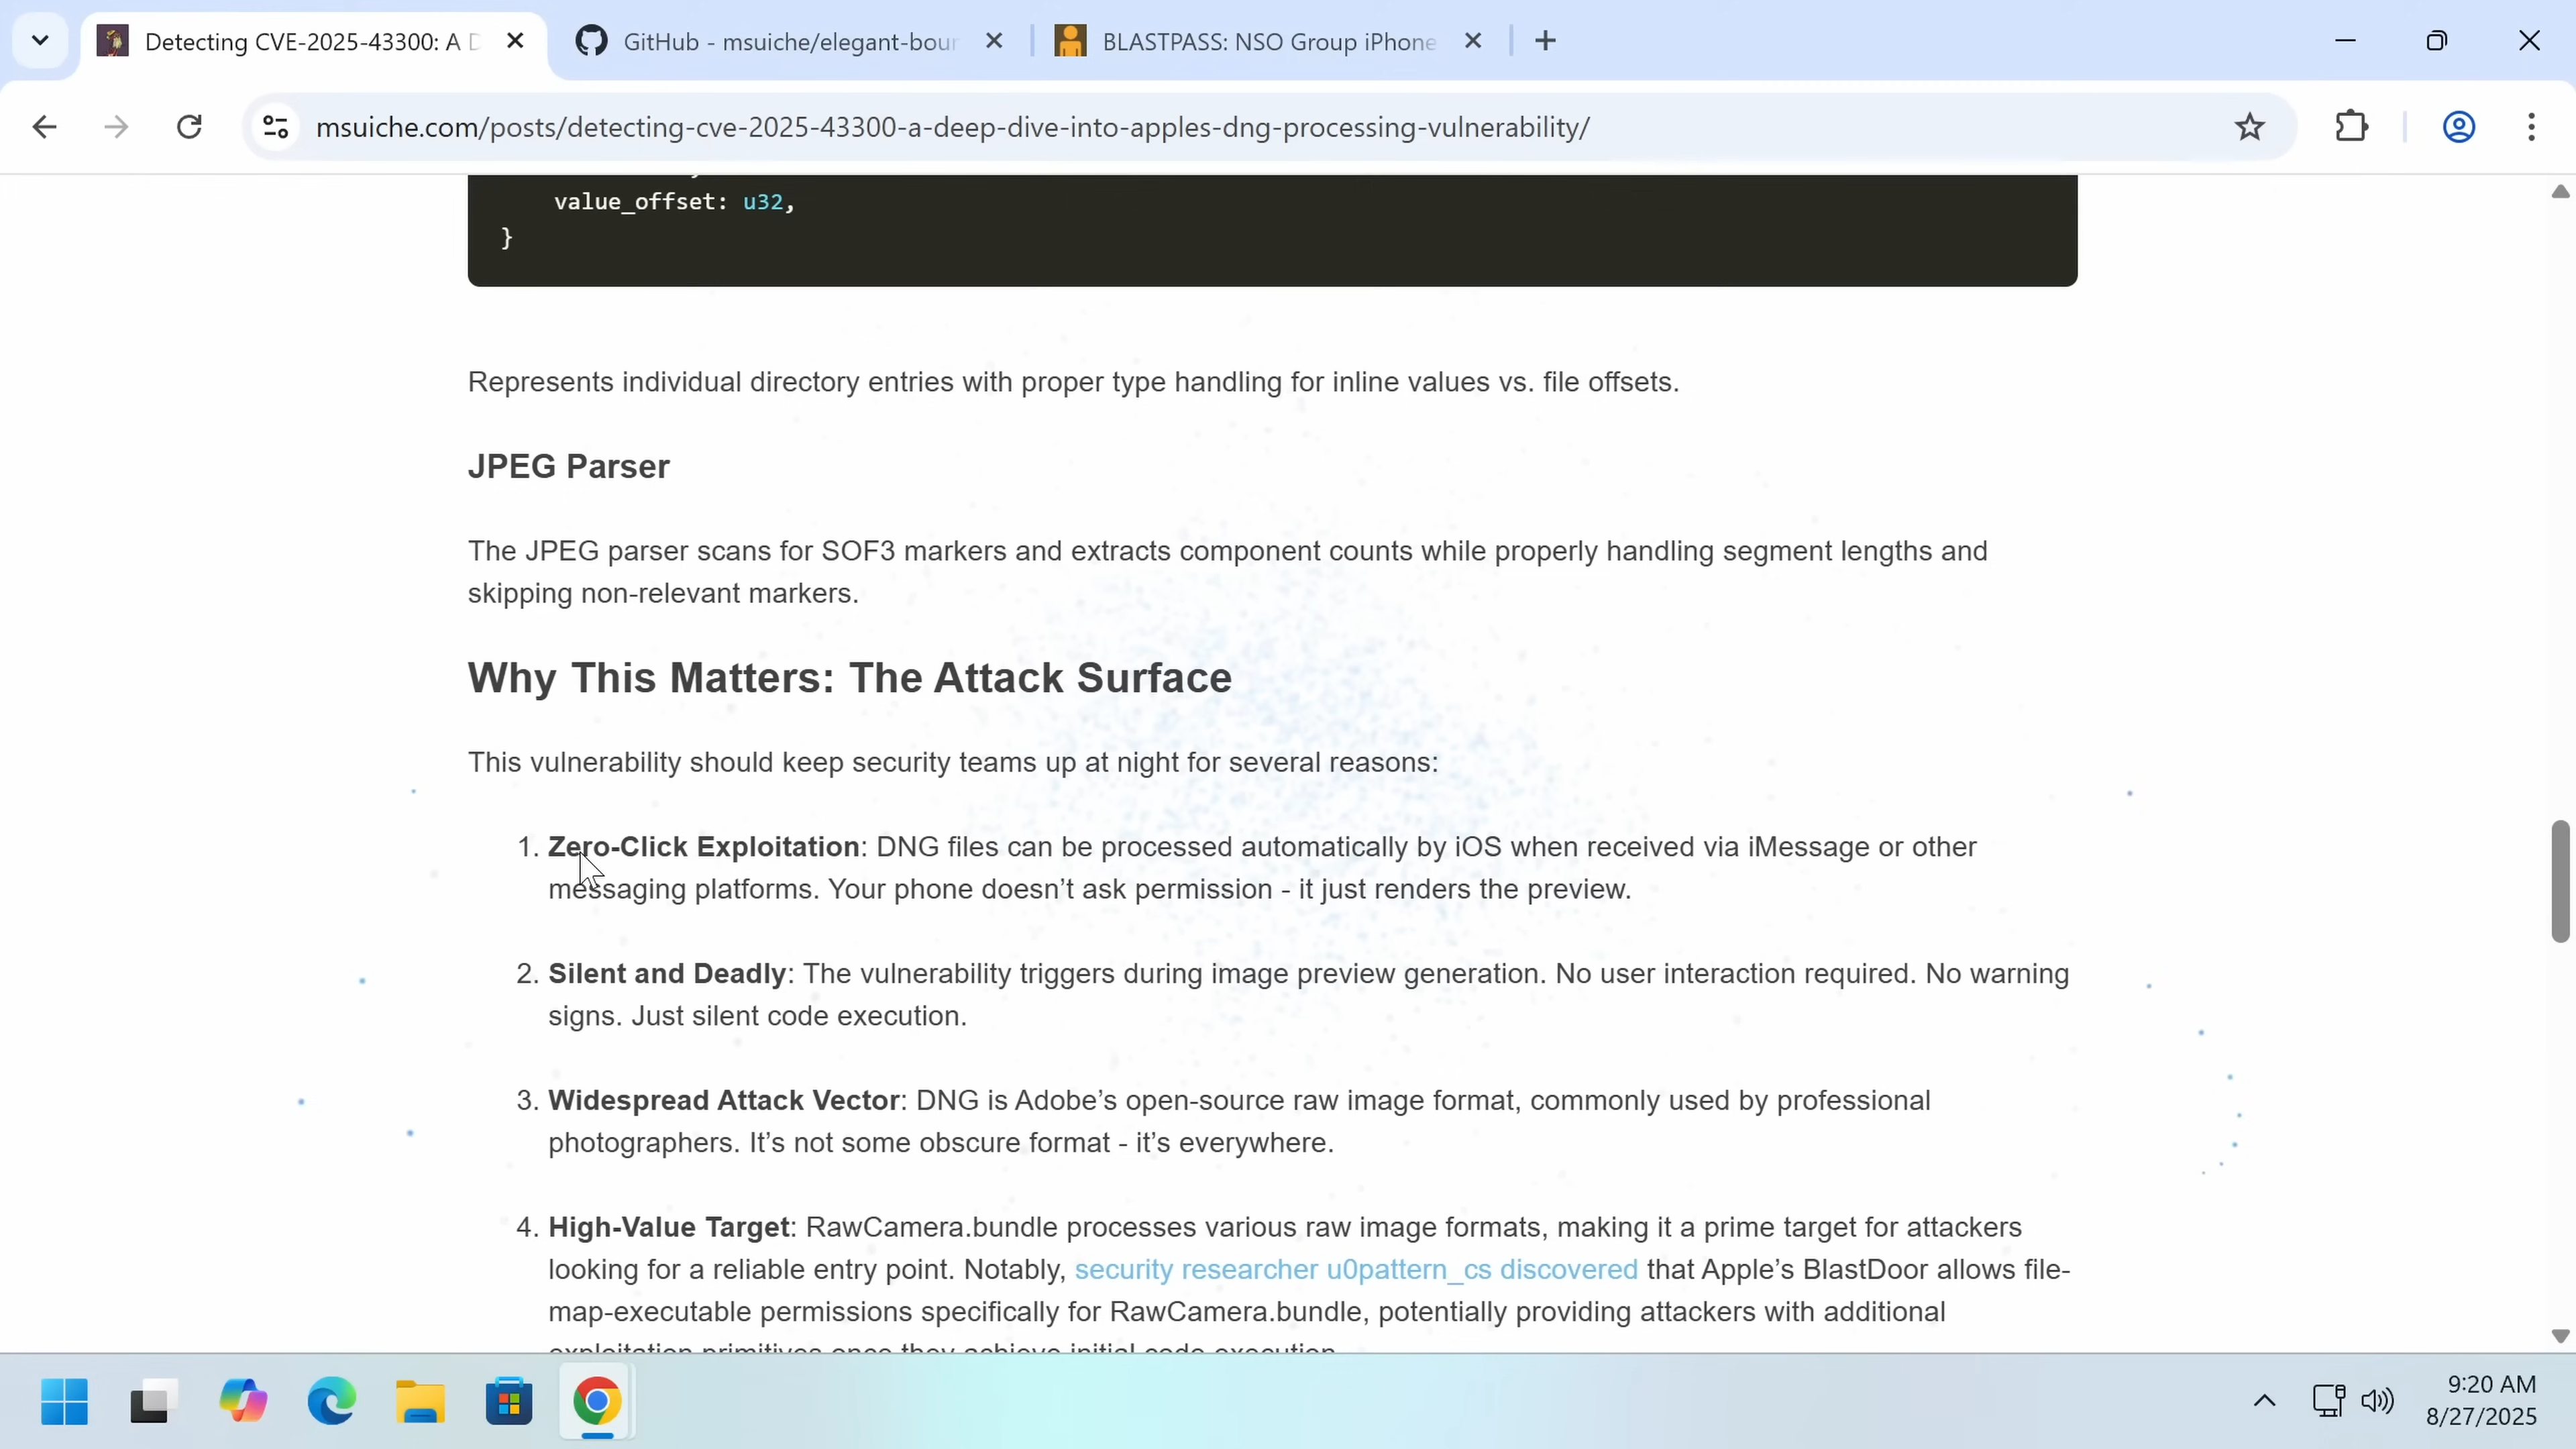 Detecting CVE-2025-43300: A D
GitHub - msuiche/elegant-bour
BLASTPASS: NSO Group iPhone
msuiche.com/posts/detecting-cve-2025-43300-a-deep-dive-into-apples-dng-processing-vulnerability/
value_offset: u32,
}
Represents individual directory entries with proper type handling for inline values vs. file offsets.
JPEG Parser
The JPEG parser scans for SOF3 markers and extracts component counts while properly handling segment lengths and
skipping non-relevant markers.
Why This Matters: The Attack Surface
This vulnerability should keep security teams up at night for several reasons:
1. Zero-Click Exploitation: DNG files can be processed automatically by iOS when received via iMessage or other
messaging platforms. Your phone doesn’t ask permission - it just renders the preview.
2. Silent and Deadly: The vulnerability triggers during image preview generation. No user interaction required. No warning
signs. Just silent code execution.
3. Widespread Attack Vector: DNG is Adobe’s open-source raw image format, commonly used by professional
photographers. It’s not some obscure format - it’s everywhere.
4. High-Value Target: RawCamera.bundle processes various raw image formats, making it a prime target for attackers
looking for a reliable entry point. Notably, security researcher u0pattern_cs discovered that Apple’s BlastDoor allows file-
map-executable permissions specifically for RawCamera.bundle, potentially providing attackers with additional
exploitation primitives once they achieve initial code execution.
9:20 AM
8/27/2025